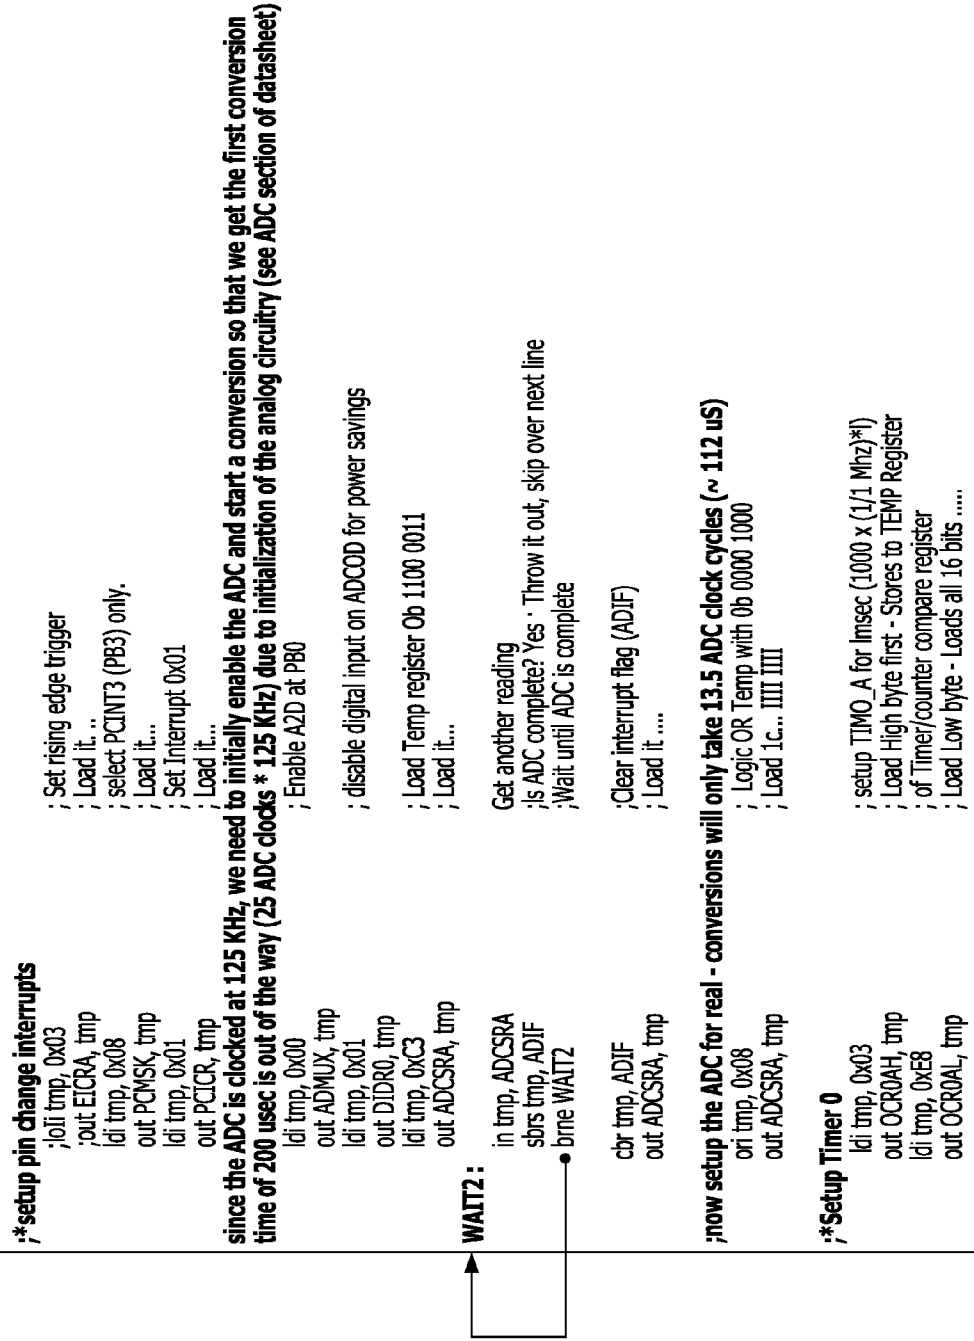 ;*setup pin change interrupts
;loli tmp, 0x03 ; Set rising edge trigger
;out EICRA, tmp ; Load it. ..
ldi tmp, 0x08 ; select PCINT3 (PB3) only.
out PCMSK, tmp ; Load it...
ldi tmp, 0x01 ; Set Interrupt 0x01
out PCLCR, tmp ; Load it....
since the ADC is clocked at 125 KHz, we need to initially enable the ADC and start a conversion so that we get the first conversion
time of 200 usec is out of the way (25 ADC clocks * 125 KHz) due to initialization of the analog circuitry (see ADC section of datasheet)
ldi tmp, 0x00 ; Enable A2D at PB0
out ADMUX, tmp
ldi tmp, 0x01 ; disable digital input on ADCOD for power savings
out DIDR0, tmp
ldi tmp, 0xC3 ; Load Temp register Ob 1100 0011
out ADCSRA, tmp ; Load it...
WAIT2 :
in tmp, ADCSRA Get another reading
sbrs tmp, ADIF ;Is ADC complete? Yes ' Throw it out, skip over next line
brne WAIT2 ;Wait until ADC is complete
cbr tmp, ADIF ;Clear interrupt flag (ADIF)
out ADCSRA, tmp ; Load it ....
;now setup the ADC for real - conversions will only take 13.5 ADC clock cycles (~ 112 uS)
ori tmp, 0x08 ; Logic OR Temp with 0b 0000 1000
out ADCSRA, tmp ; Load 1c.. IIII IIII
;*Setup Timer 0
ldi tmp, 0x03 ; setup TIMO_A for Imsec (1000 x (1/1 Mhz)*I)
out OCR0AH, tmp ; Load High byte first - Stores to TEMP Register
ldi tmp, 0xE8 ; of Timer/counter compare register
out OCR0AL, tmp ; Load Low byte - Loads all 16 bits .....